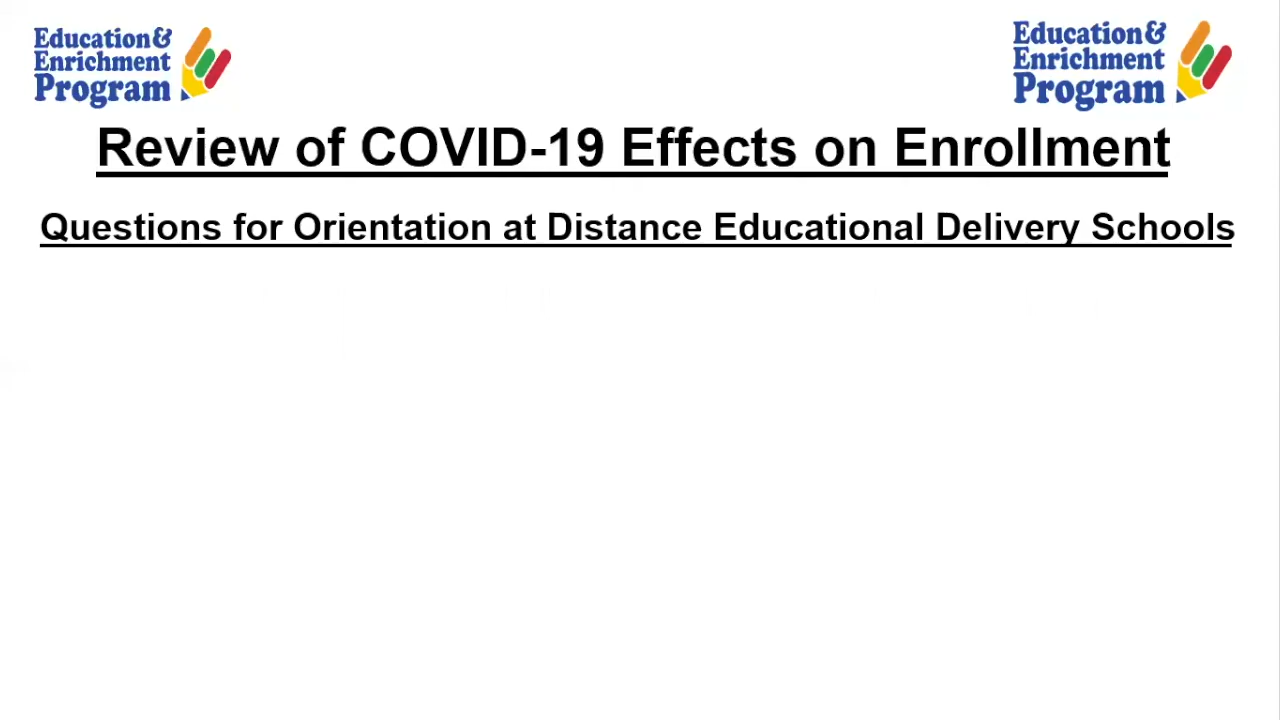 Education&
Enrichment
Program
Education&
Enrichment
Program
Review of COVID-19 Effects on Enrollment
Questions for Orientation at Distance Educational Delivery Schools